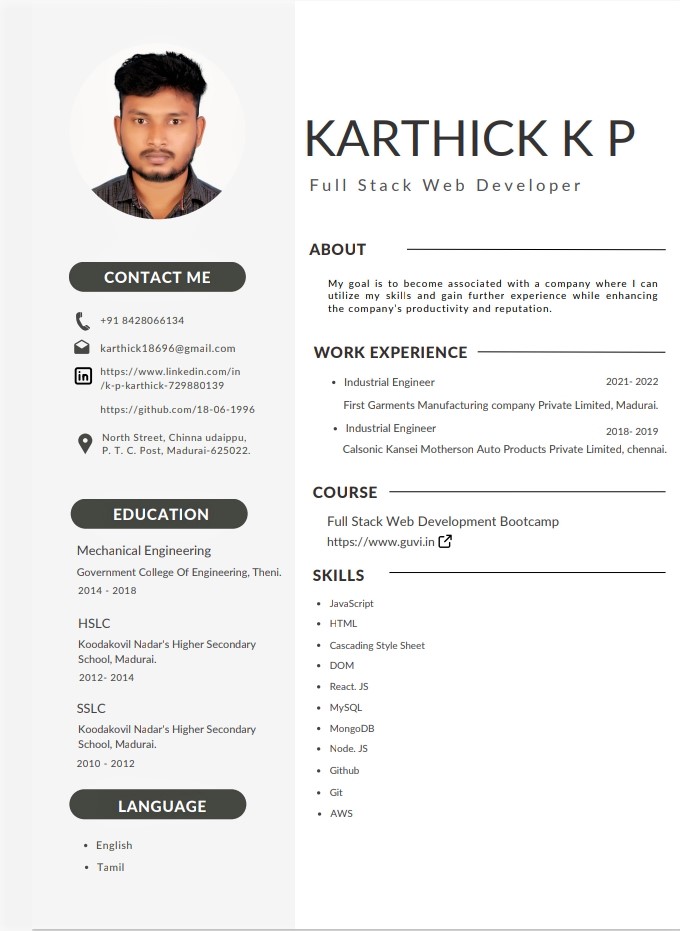 KARTHICK K P
Full Stack Web Developer
CONTACT ME
+91 8428066134
karthick18696@gmail.com
in
https://www.linkedin.com/in
/k-p-karthick-729880139
https://github.com/18-06-1996
North Street, Chinna udaippu,
P. T. C. Post, Madurai-625022.
EDUCATION
Mechanical Engineering
Government College Of Engineering, Theni.
2014 - 2018
HSLC
Koodakovil Nadar's Higher Secondary
School, Madurai.
2012- 2014
SSLC
Koodakovil Nadar's Higher Secondary
School, Madurai.
2010 - 2012
LANGUAGE
• English
• Tamil
ABOUT
My goal is to become associated with a company where I can
utilize my skills and gain further experience while enhancing
the company's productivity and reputation.
WORK EXPERIENCE
• Industrial Engineer 2021- 2022
First Garments Manufacturing company Private Limited, Madurai.
• Industrial Engineer 2018- 2019
Calsonic Kansei Motherson Auto Products Private Limited, chennai.
COURSE
Full Stack Web Development Bootcamp
https://www.guvi.in
SKILLS
• JavaScript
• HTML
• Cascading Style Sheet
• DOM
• React. JS
• MySQL
• MongoDB
• Node. JS
• Github
• Git
• AWS